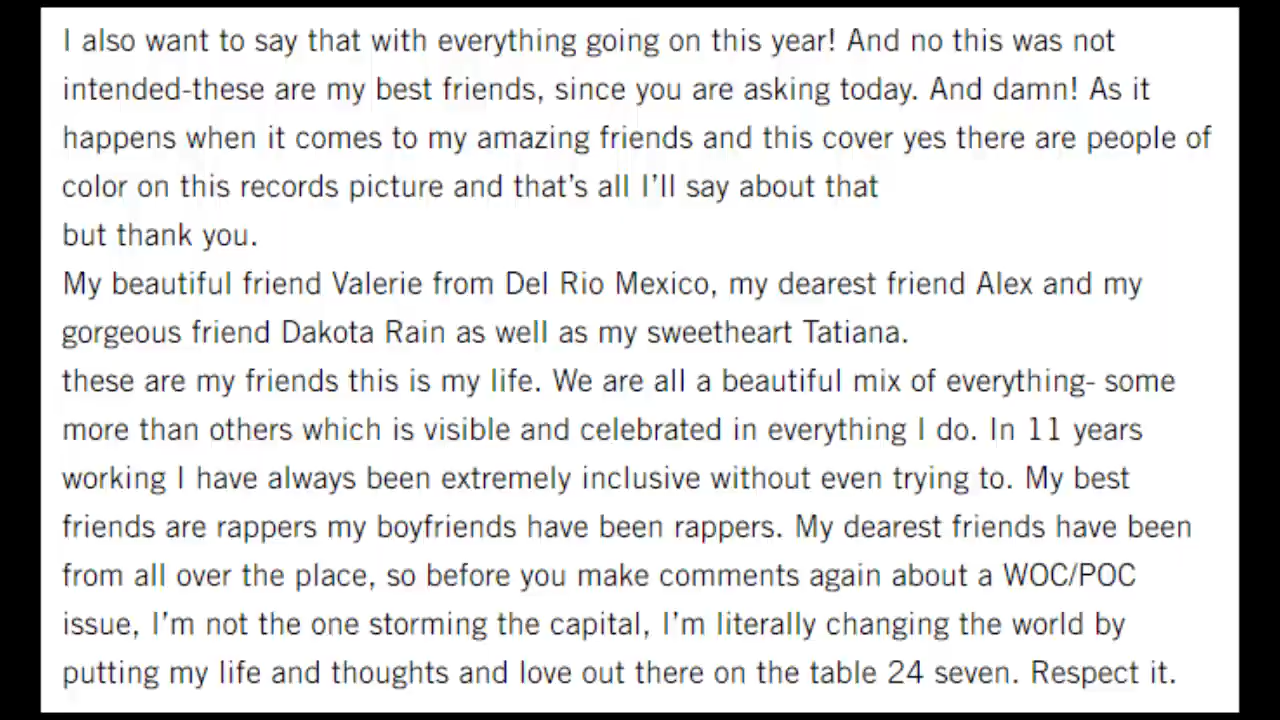 I also want to say that with everything going on this year! And no this was not
intended-these are my best friends, since you are asking today. And damn! As it
happens when it comes to my amazing friends and this cover yes there are people of
color on this records picture and that's all I'll say about that
but thank you.
My beautiful friend Valerie from Del Rio Mexico, my dearest friend Alex and my
gorgeous friend Dakota Rain as well as my sweetheart Tatiana.
these are my friends this is my life. We are all a beautiful mix of everything- some
more than others which is visible and celebrated in everything I do. In 11 years
working I have always been extremely inclusive without even trying to. My best
friends are rappers my boyfriends have been rappers. My dearest friends have been
from all over the place, so before you make comments again about a WOC/POC
issue, I'm not the one storming the capital, I'm literally changing the world by
putting my life and thoughts and love out there on the table 24 seven. Respect it.